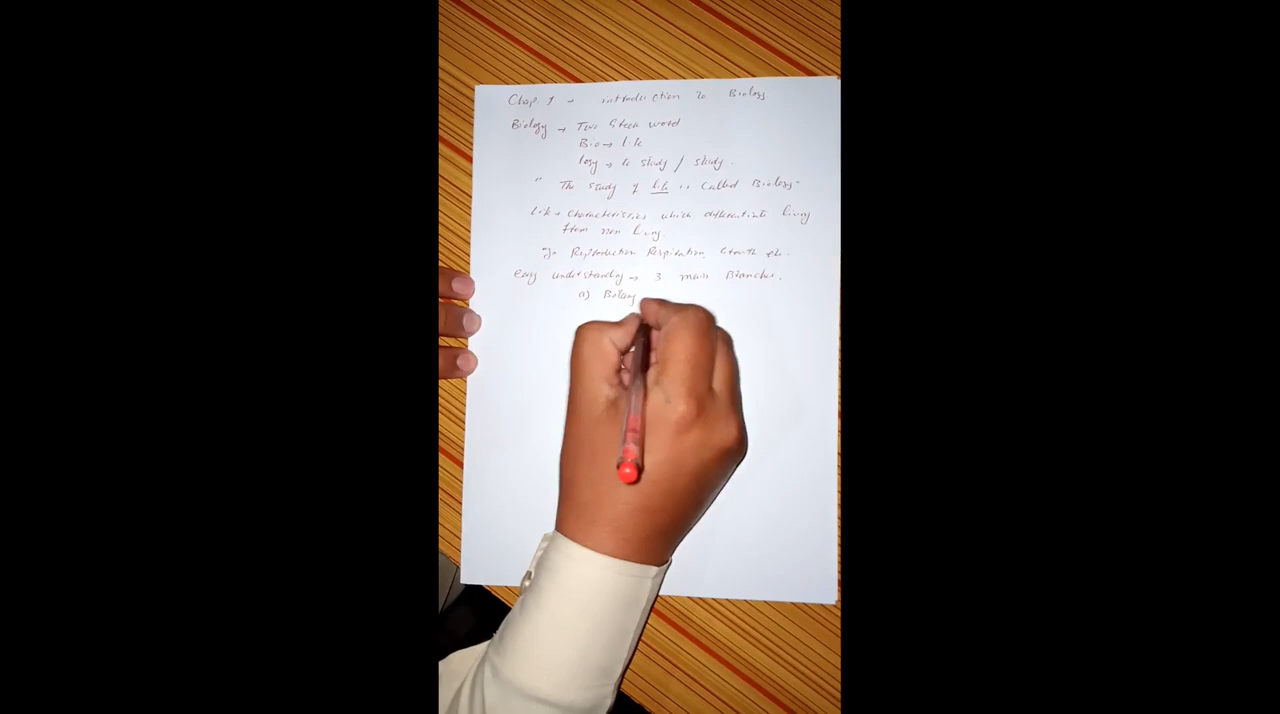 Chap. 1 → introduction to Biology.
Biology → Two Greek word
Bio → life
logy → to study / study.
" The study of life is called Biology"
Life → characteristics which differentiate living
from non living.
Reproduction Respiration, Growth etc.
easy understanding → 3 main Branches.
a) Botany